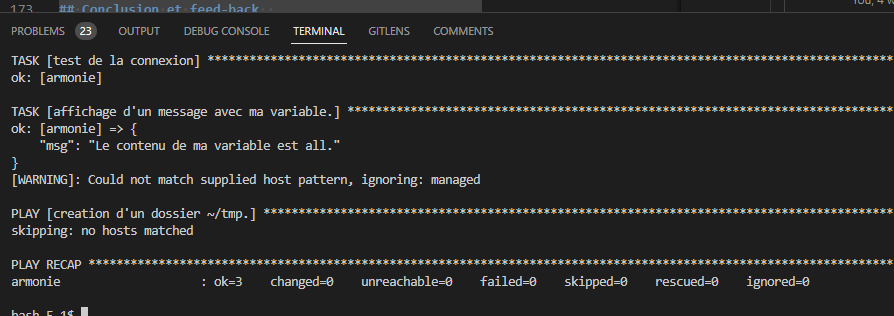 173 ## Conclusion et feed-back
You, 4 w
PROBLEMS 23 OUTPUT DEBUG CONSOLE TERMINAL GITLENS COMMENTS
TASK [test de la connexion] **************************************************************************************************
ok: [armonie]
TASK [affichage d'un message avec ma variable.] ******************************************************************************
ok: [armonie] => {
    "msg": "Le contenu de ma variable est all."
}
[WARNING]: Could not match supplied host pattern, ignoring: managed
PLAY [creation d'un dossier ~/tmp.] ******************************************************************************************
skipping: no hosts matched
PLAY RECAP *******************************************************************************************************************
armonie                    : ok=3    changed=0    unreachable=0    failed=0    skipped=0    rescued=0    ignored=0
bash-5.1$